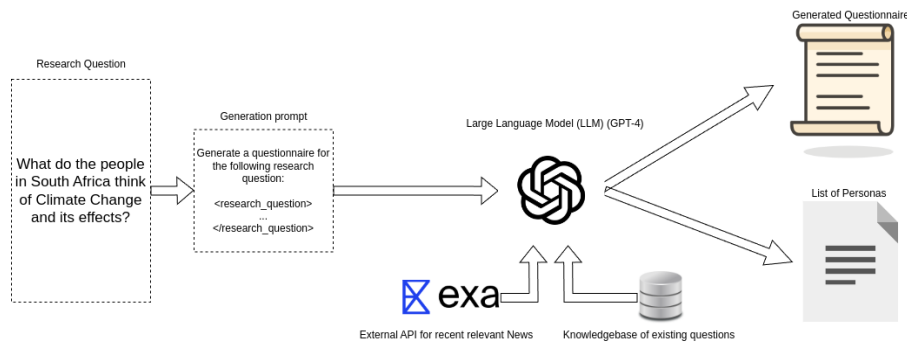 Research Question
What do the people
in South Africa think
of Climate Change
and its effects?
Generation prompt
Generate a questionnaire for
the following research
question:
<research_question>
...
</research_question>
Large Language Model (LLM) (GPT-4)
exa
External API for recent relevant News
Knowledgebase of existing questions
Generated Questionnaire
List of Personas